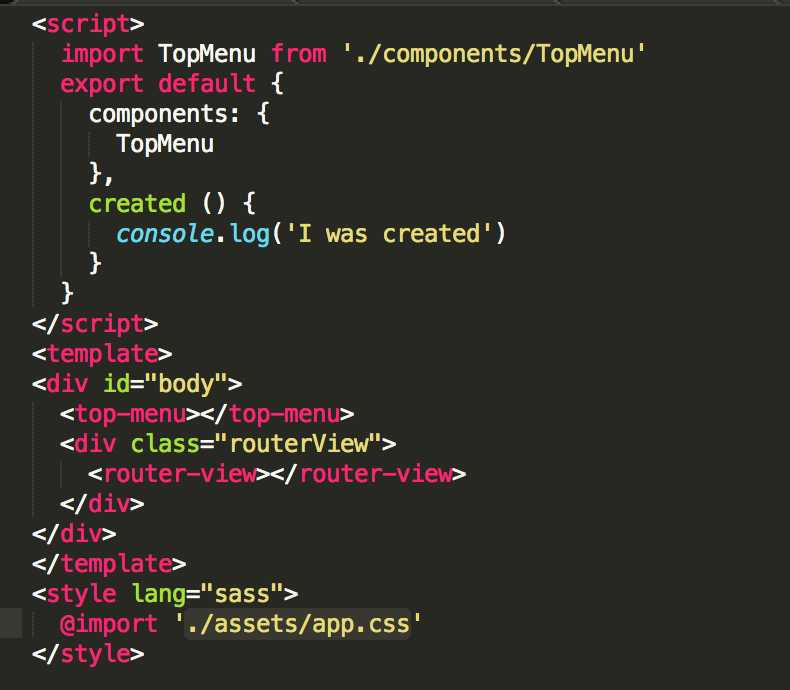 <script>
  import TopMenu from './components/TopMenu'
  export default {
    components: {
      TopMenu
    },
    created () {
      console.log('I was created')
    }
  }
</script>
<template>
<div id="body">
  <top-menu></top-menu>
  <div class="routerView">
    <router-view></router-view>
  </div>
</div>
</template>
<style lang="sass">
  @import './assets/app.css'
</style>